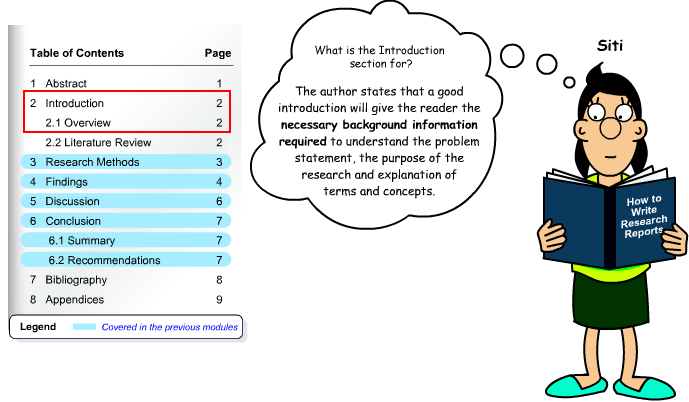 Table of Contents Page
1 Abstract 1
2 Introduction 2
2.1 Overview 2
2.2 Literature Review 2
3 Research Methods 3
4 Findings 4
5 Discussion 6
6 Conclusion 7
6.1 Summary 7
6.2 Recommendations 7
7 Bibliography 8
8 Appendices 9
Legend Covered in the previous modules
What is the Introduction
section for?
The author states that a good
introduction will give the reader the
necessary background information
required to understand the problem
statement, the purpose of the
research and explanation of
terms and concepts.
Siti
How to
Write
Research
Reports